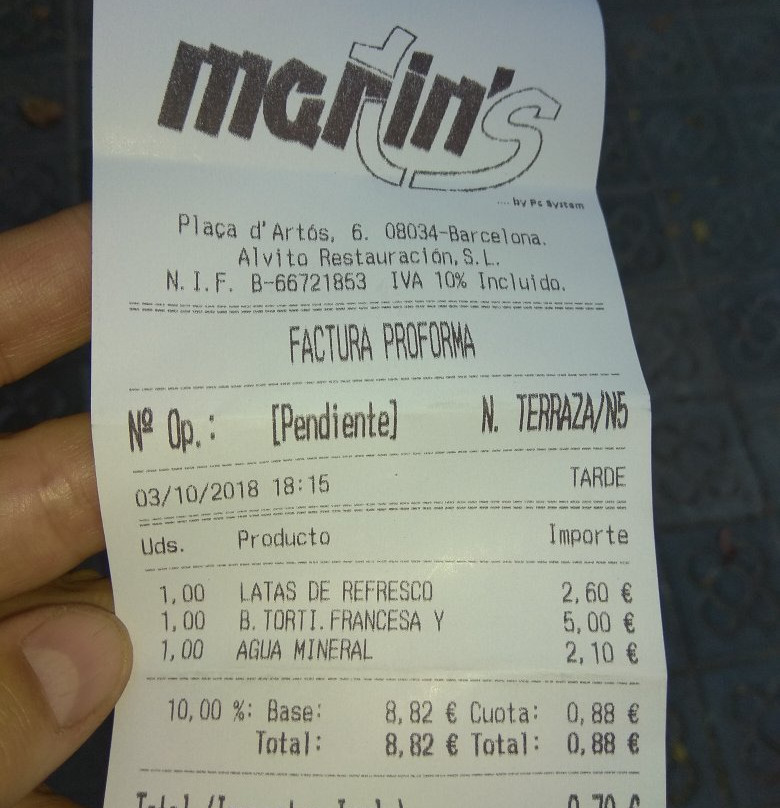 martin's
.... by Pc System
Plaça d'Artós, 6. 08034-Barcelona.
Alvito Restauración, S.L.
N.I.F. B-66721853 IVA 10% Incluido.
FACTURA PROFORMA
Nº Op.: [Pendiente] N. TERRAZA/N5
03/10/2018 18:15 TARDE
Uds. Producto Importe
1,00 LATAS DE REFRESCO 2,60 €
1,00 B.TORTI.FRANCESA Y 5,00 €
1,00 AGUA MINERAL 2,10 €
10,00 %: Base: 8,82 € Cuota: 0,88 €
Total: 8,82 € Total: 0,88 €